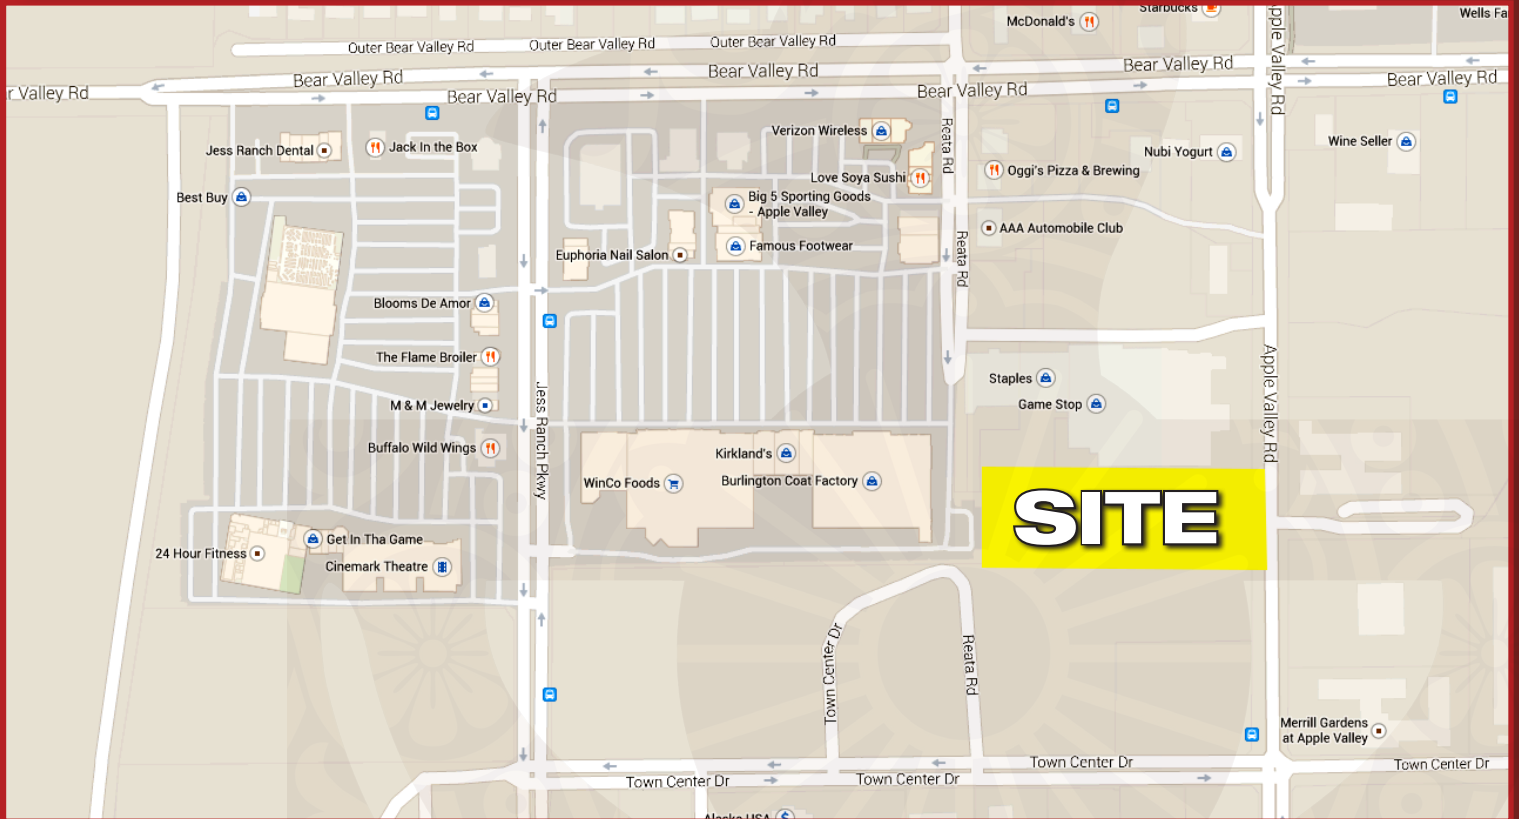 Starbucks
McDonald's
Wells Fa
Outer Bear Valley Rd
Outer Bear Valley Rd
Outer Bear Valley Rd
Apple Valley Rd
Bear Valley Rd
Bear Valley Rd
Bear Valley Rd
Bear Valley Rd
r Valley Rd
Bear Valley Rd
Bear Valley Rd
Verizon Wireless
Reata Rd
Jess Ranch Dental
Jack In the Box
Nubi Yogurt
Wine Seller
Love Soya Sushi
Oggi's Pizza & Brewing
Best Buy
Big 5 Sporting Goods
- Apple Valley
AAA Automobile Club
Euphoria Nail Salon
Famous Footwear
Reata Rd
Blooms De Amor
The Flame Broiler
Staples
Apple Valley Rd
M & M Jewelry
Game Stop
Jess Ranch Pkwy
Buffalo Wild Wings
Kirkland's
WinCo Foods
Burlington Coat Factory
SITE
24 Hour Fitness
Get In Tha Game
Cinemark Theatre
Town Center Dr
Reata Rd
Merrill Gardens
at Apple Valley
Town Center Dr
Town Center Dr
Town Center Dr
Town Center Dr
Alaska USA